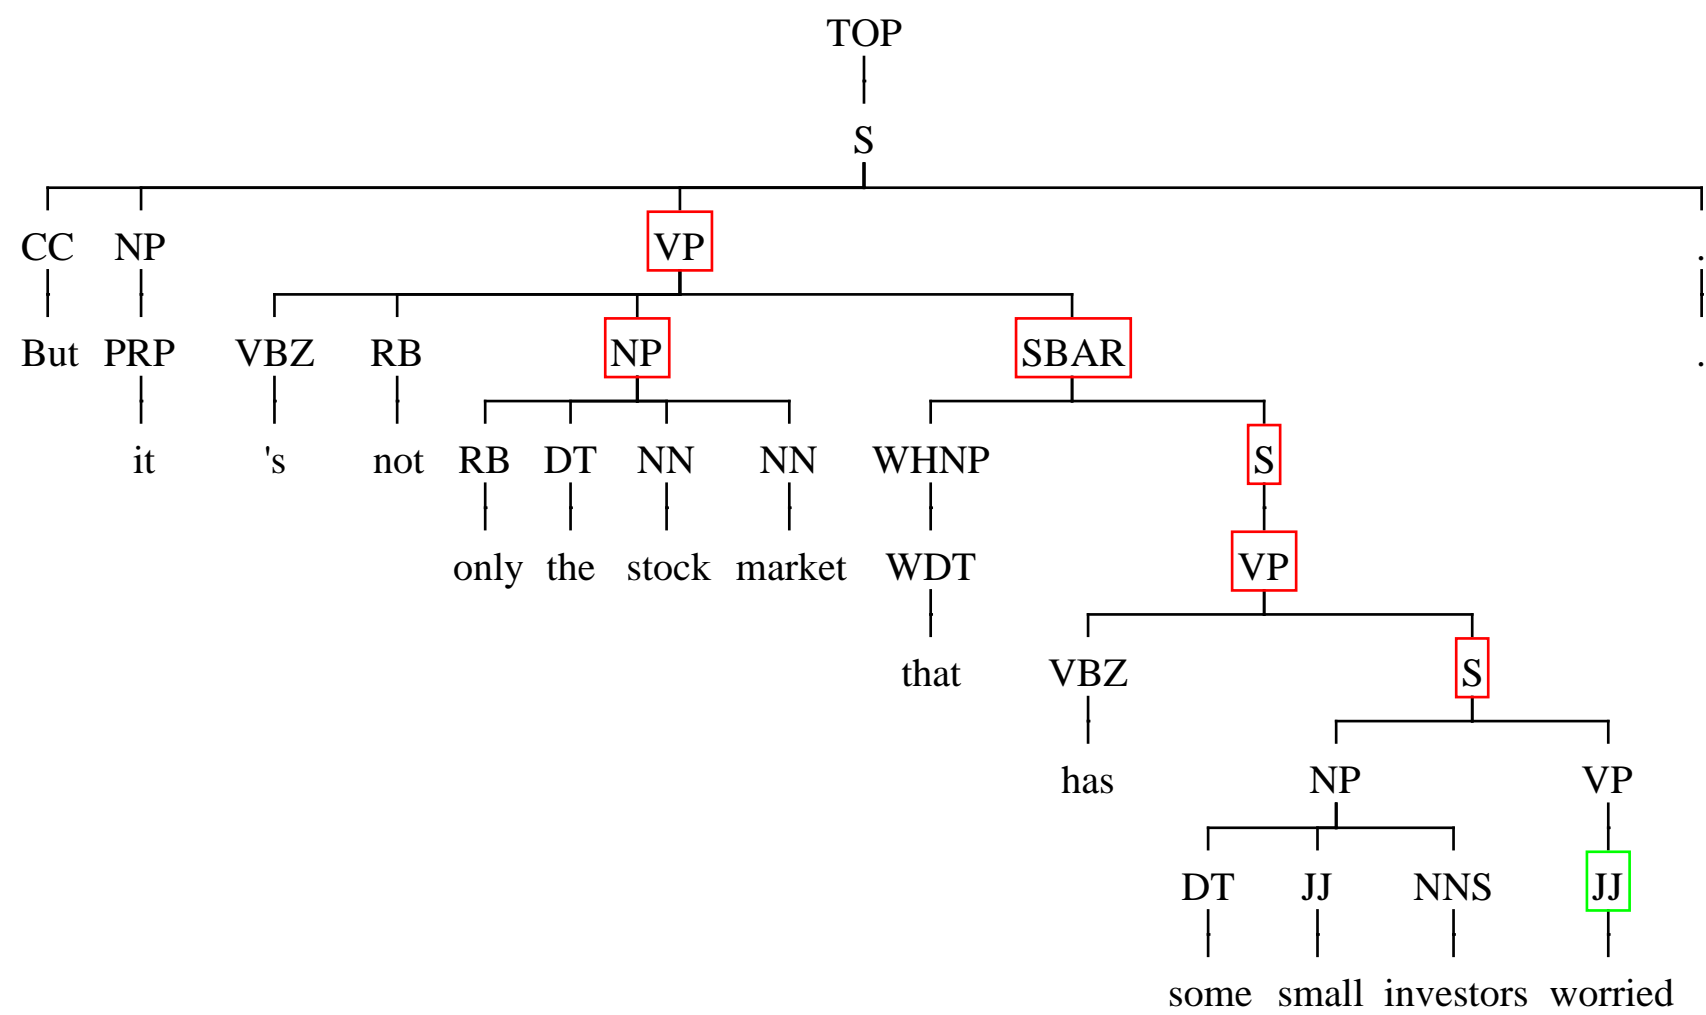 TOP
S
CC NP VP .
But PRP VBZ RB NP SBAR .
it 's not RB DT NN NN WHNP S
only the stock market WDT VP
that VBZ S
has NP VP
DT JJ NNS JJ
some small investors worried